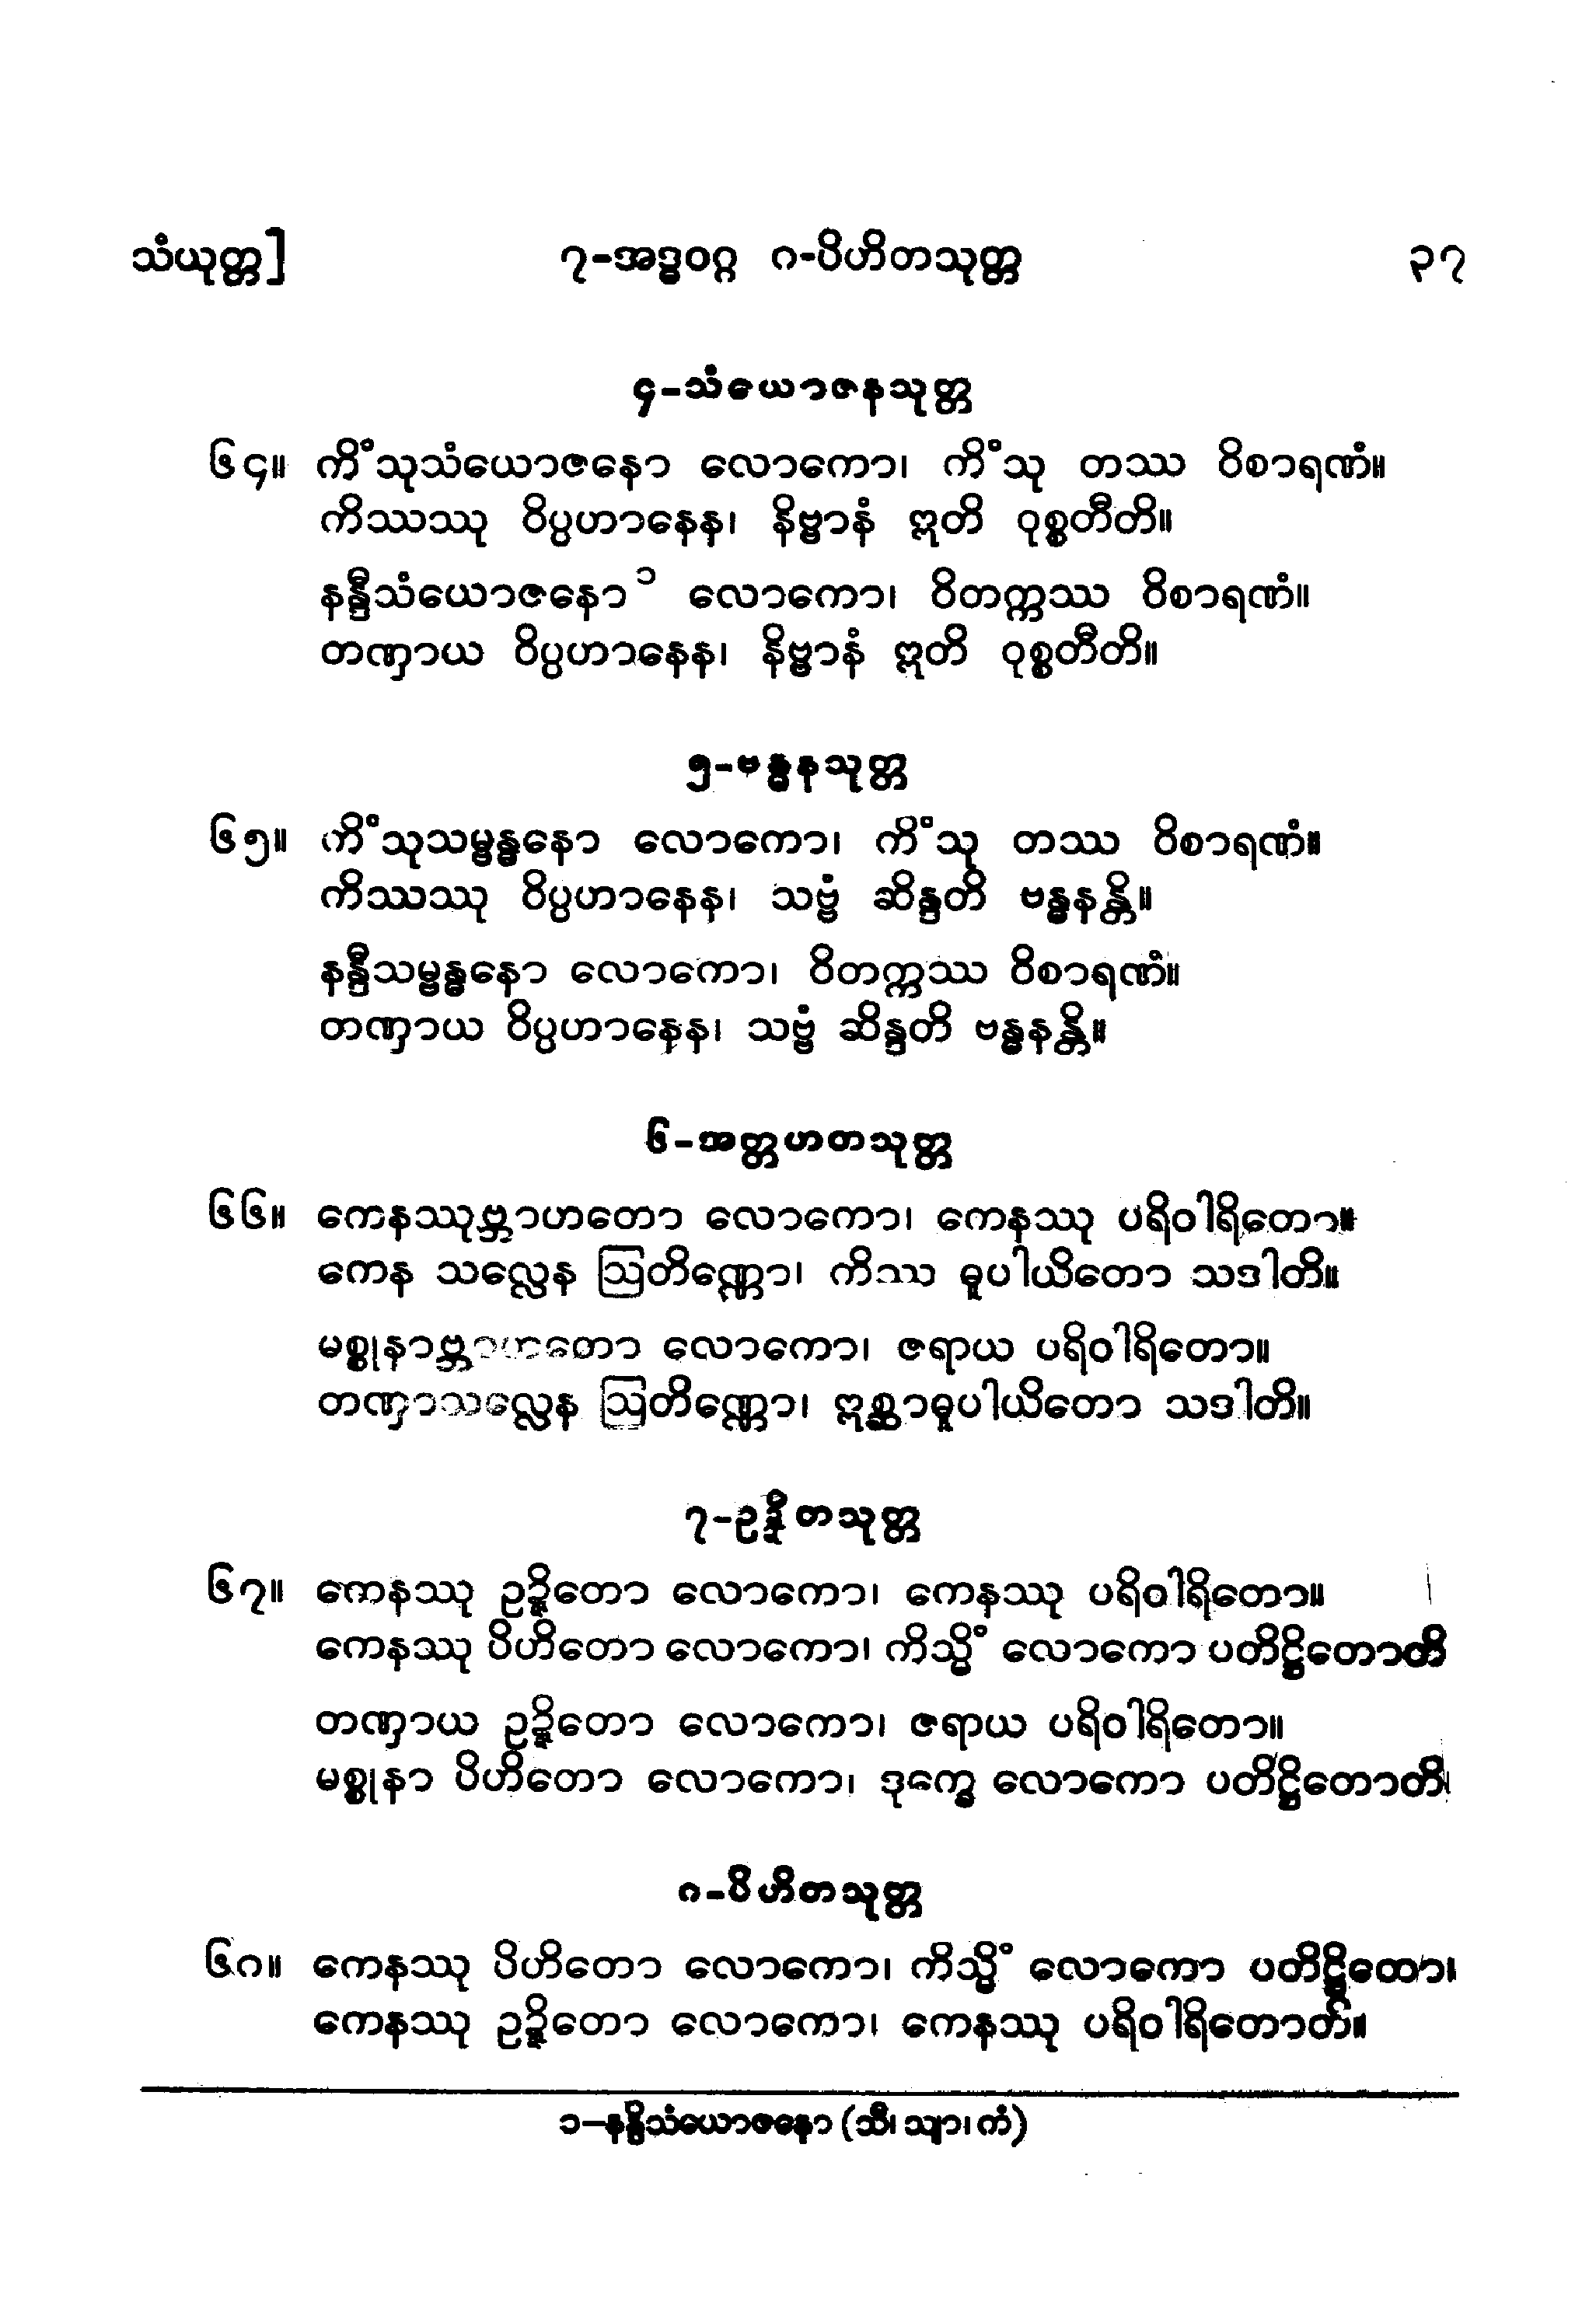 သံယုတ္တ] ၇-အဒ္ဓဝဂ္ဂ ၈-ပိဟိတသုတ္တ ၃၇
၄-သံယောဇနသုတ္တ
၆၄။ ကိံသုသံယောဇနော လောကော၊ ကိံသု တဿ ဝိစာရဏံ။
ကိဿဿု ဝိပ္ပဟာနေန၊ နိဗ္ဗာနံ ဣတိ ဝုစ္စတီတိ။
နန္ဒီသံယောဇနော ၁ လောကော၊ ဝိတက္ကဿ ဝိစာရဏံ။
တဏှာယ ဝိပ္ပဟာနေန၊ နိဗ္ဗာနံ ဣတိ ဝုစ္စတီတိ။
၅-ဗန္ဓနသုတ္တ
၆၅။ ကိံသုသမ္ဗန္ဓနော လောကော၊ ကိံသု တဿ ဝိစာရဏံ။
ကိဿဿု ဝိပ္ပဟာနေန၊ သဗ္ဗံ ဆိန္ဒတိ ဗန္ဓနန္တိ။
နန္ဒီသမ္ဗန္ဓနော လောကော၊ ဝိတက္ကဿ ဝိစာရဏံ။
တဏှာယ ဝိပ္ပဟာနေန၊ သဗ္ဗံ ဆိန္ဒတိ ဗန္ဓနန္တိ။
၆-အတ္တဟတသုတ္တ
၆၆။ ကေနဿုဗ္ဘာဟတော လောကော၊ ကေနဿု ပရိဝါရိတော။
ကေန သလ္လေန ဩတိဏ္ဏော၊ ကိဿ ဓူပါယိတော သဒါတိ။
မစ္စုနာဗ္ဘာဟတော လောကော၊ ဇရာယ ပရိဝါရိတော။
တဏှာသလ္လေန ဩတိဏ္ဏော၊ ဣစ္ဆာဓူပါယိတော သဒါတိ။
၇-ဥဍ္ဍိတသုတ္တ
၆၇။ ကေနဿု ဥဍ္ဍိတော လောကော၊ ကေနဿု ပရိဝါရိတော။
ကေနဿု ပိဟိတော လောကော၊ ကိသ္မိံ လောကော ပတိဋ္ဌိတောတိ
တဏှာယ ဥဍ္ဍိတော လောကော၊ ဇရာယ ပရိဝါရိတော။
မစ္စုနာ ပိဟိတော လောကော၊ ဒုက္ခေ လောကော ပတိဋ္ဌိတောတိ၊
၈-ပိဟိတသုတ္တ
၆၈။ ကေနဿု ပိဟိတော လောကော၊ ကိသ္မိံ လောကော ပတိဋ္ဌိတော၊
ကေနဿု ဥဍ္ဍိတော လောကော၊ ကေနဿု ပရိဝါရိတောတိ။
၁-နန္ဒိသံယောဇနော (သီ၊ သျာ၊ ကံ)